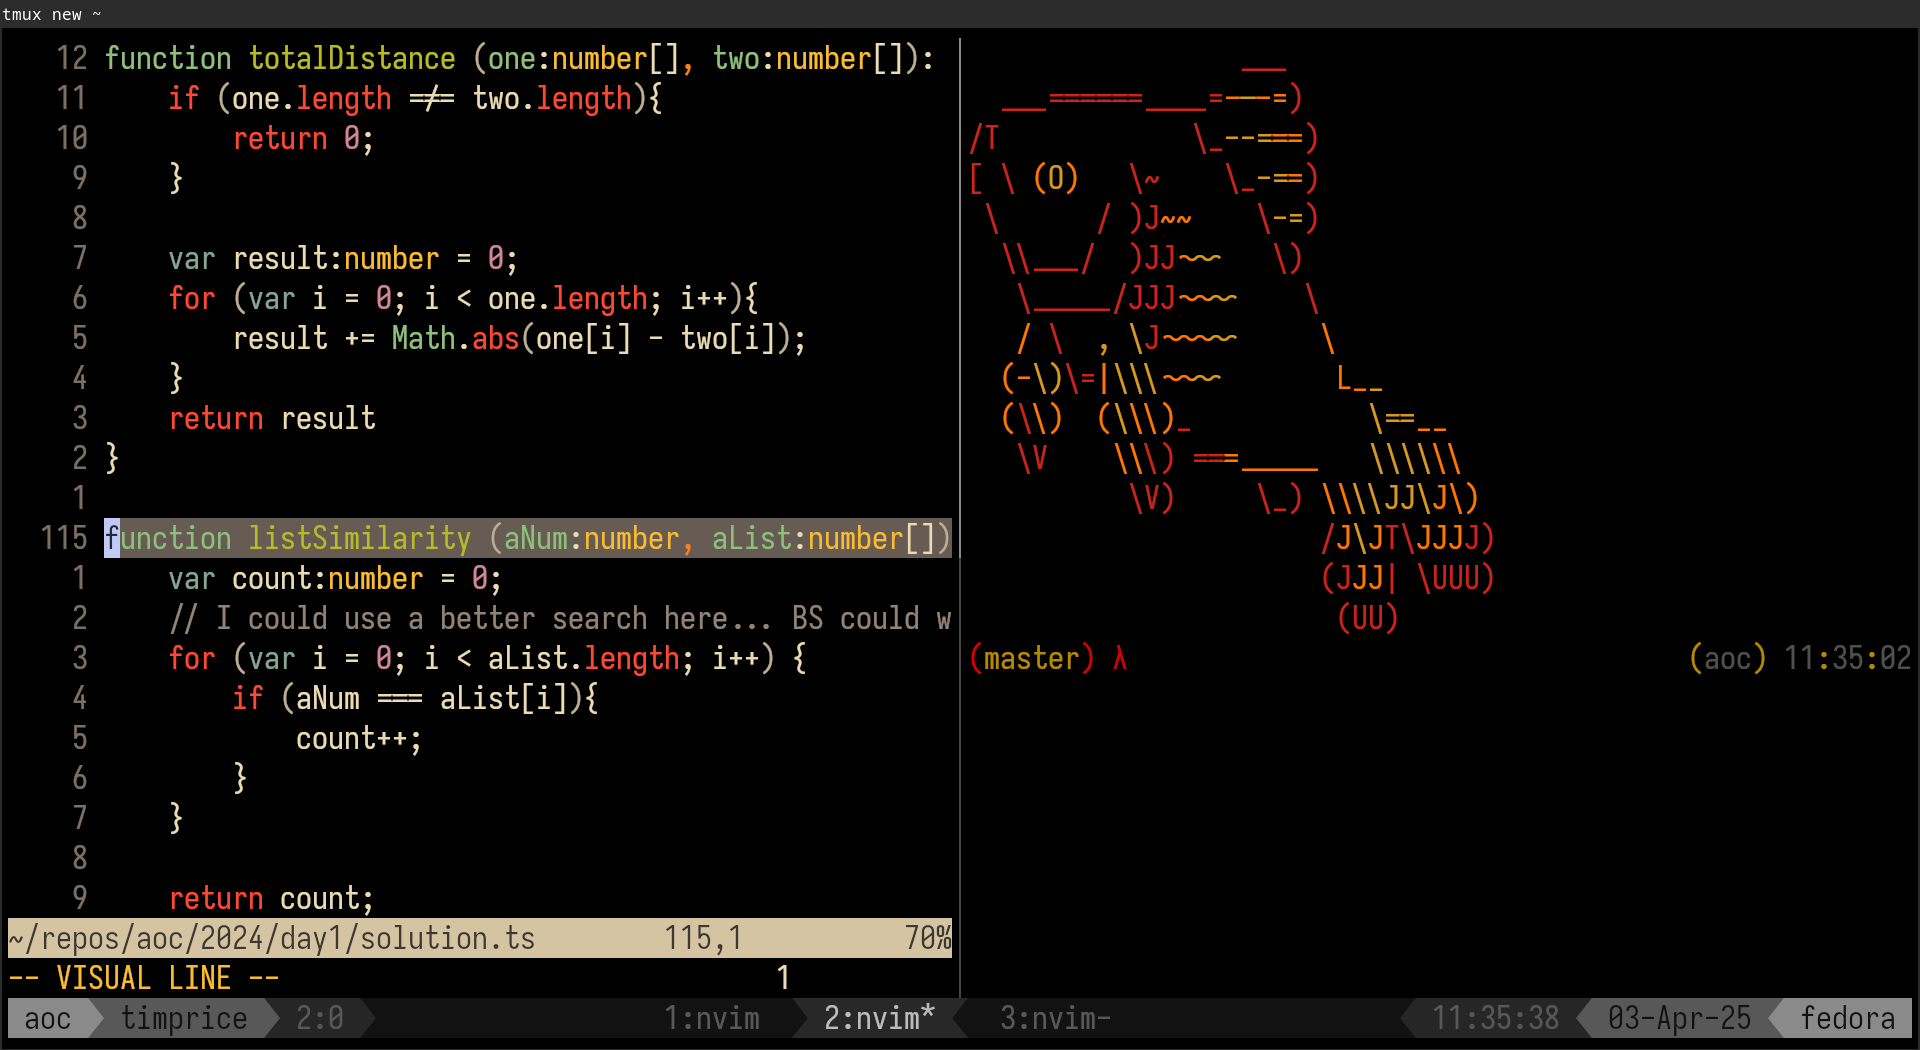 tmux new ~
12 function totalDistance (one:number[], two:number[]):
11     if (one.length !== two.length){
10         return 0;
 9     }
 8
 7     var result:number = 0;
 6     for (var i = 0; i < one.length; i++){
 5         result += Math.abs(one[i] - two[i]);
 4     }
 3     return result
 2 }
 1
115 function listSimilarity (aNum:number, aList:number[])
 1     var count:number = 0;
 2     // I could use a better search here... BS could w
 3     for (var i = 0; i < aList.length; i++) {
 4         if (aNum === aList[i]){
 5             count++;
 6         }
 7     }
 8
 9     return count;
~/repos/aoc/2024/day1/solution.ts        115,1          70%
-- VISUAL LINE --                               1
                 ___
  ___======____=---=)
/T            \_--===)
[ \ (O)   \~    \_-==)
 \      / )J~~    \-=)
  \\___/  )JJ~~~   \)
   \_____/JJJ~~~~    \
   / \  , \J~~~~~     \
  (-\)\=|\\\~~~~       L__
  (\\)  (\\\)_           \==__
   \V    \\\) ===_____   \\\\\\
          \V)     \_) \\\\JJ\J\)
                      /J\JT\JJJJ)
                      (JJJ| \UUU)
                       (UU)
(master) λ                                   (aoc) 11:35:02
aoc timprice 2:0 1:nvim 2:nvim* 3:nvim- 11:35:38 03-Apr-25 fedora